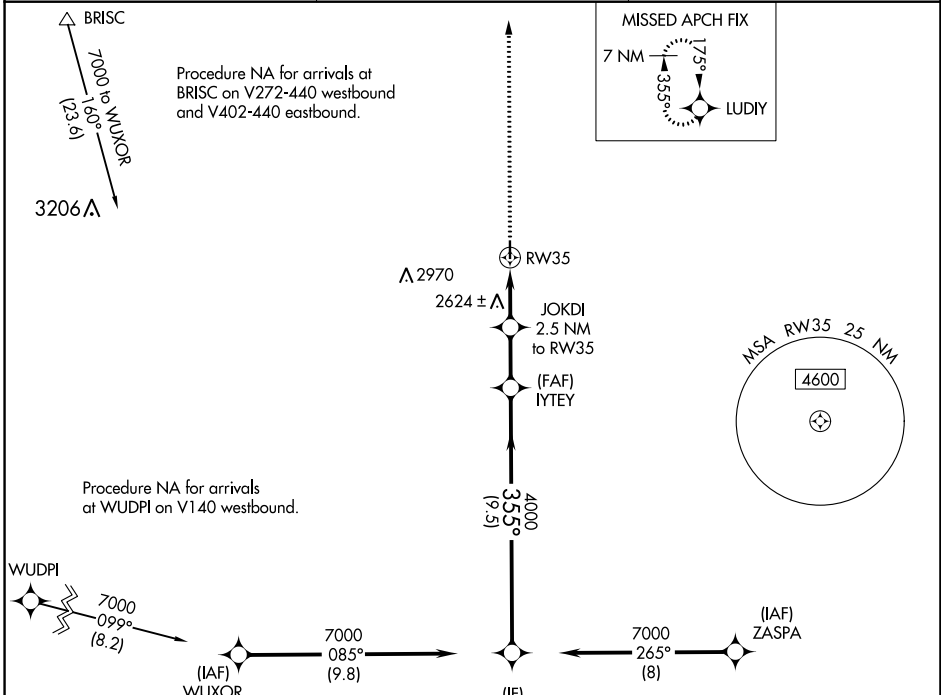 BRISC
7000 to WUXOR
160°
(23.6)
Procedure NA for arrivals at
BRISC on V272-440 westbound
and V402-440 eastbound.
MISSED APCH FIX
7 NM
175°
355°
LUDIY
3206
RW35
2970
2624 ±
JOKDI
2.5 NM
to RW35
(FAF)
IYTEY
MSA RW35 25 NM
4600
4000
355°
(9.5)
Procedure NA for arrivals
at WUDPI on V140 westbound.
WUDPI
7000
099°
(8.2)
(IAF)
WUXOR
7000
085°
(9.8)
(IF)
7000
265°
(8)
(IAF)
ZASPA